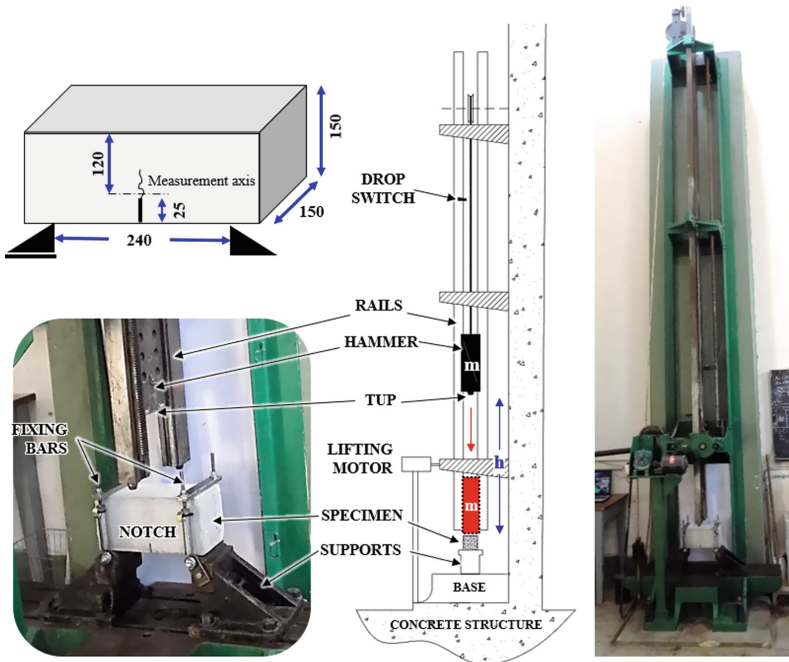 150
120
Measurement axis
25
150
240
DROP
SWITCH
RAILS
HAMMER
m
TUP
FIXING
BARS
LIFTING
MOTOR
h
m
NOTCH
SPECIMEN
SUPPORTS
BASE
CONCRETE STRUCTURE